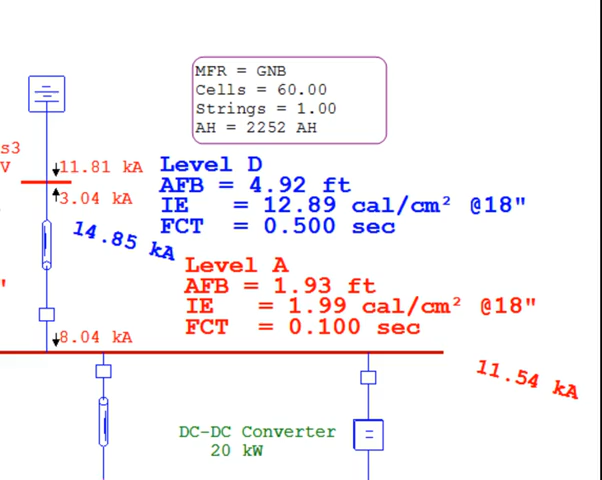 MFR = GNB
Cells = 60.00
Strings = 1.00
AH = 2252 AH
s3
V
11.81 kA
3.04 kA
Level D
AFB = 4.92 ft
IE = 12.89 cal/cm² @18"
FCT = 0.500 sec
14.85 kA
Level A
AFB = 1.93 ft
IE = 1.99 cal/cm² @18"
FCT = 0.100 sec
"
8.04 kA
11.54 kA
DC-DC Converter
20 kW